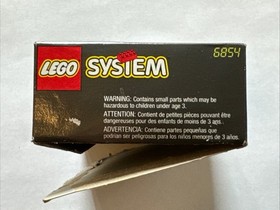 LEGO SYSTEM 6854
WARNING: Contains small parts which may be
hazardous to children under age 3.
ATTENTION: Contient de petites pièces pouvant être
dangereuses pour des enfants de moins de 3 ans.
ADVERTENCIA: Contiene partes pequeñas que
podrían ser peligrosas para los niños menores de 3 años.